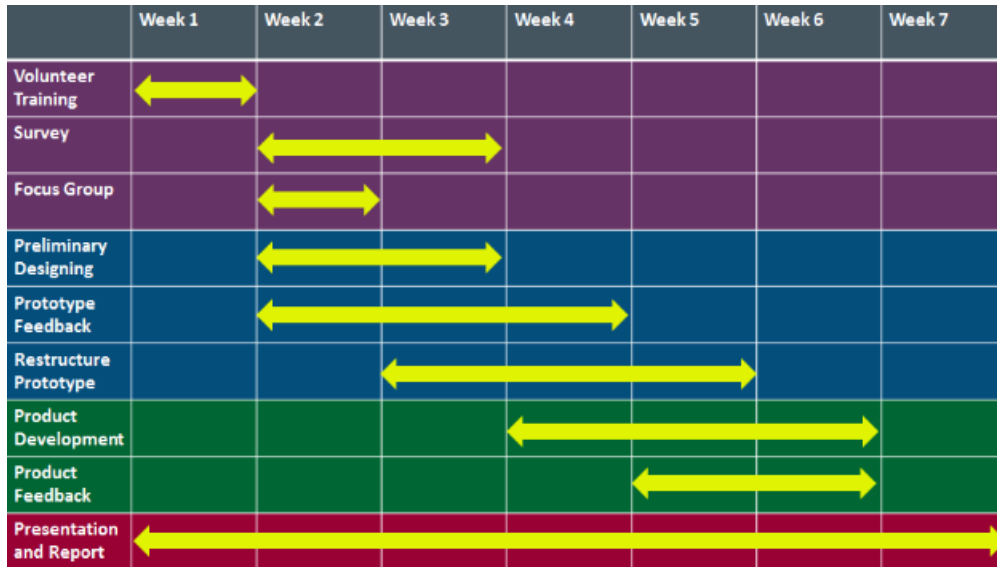 Week 1 Week 2 Week 3 Week 4 Week 5 Week 6 Week 7
Volunteer
Training
Survey
Focus Group
Preliminary
Designing
Prototype
Feedback
Restructure
Prototype
Product
Development
Product
Feedback
Presentation
and Report